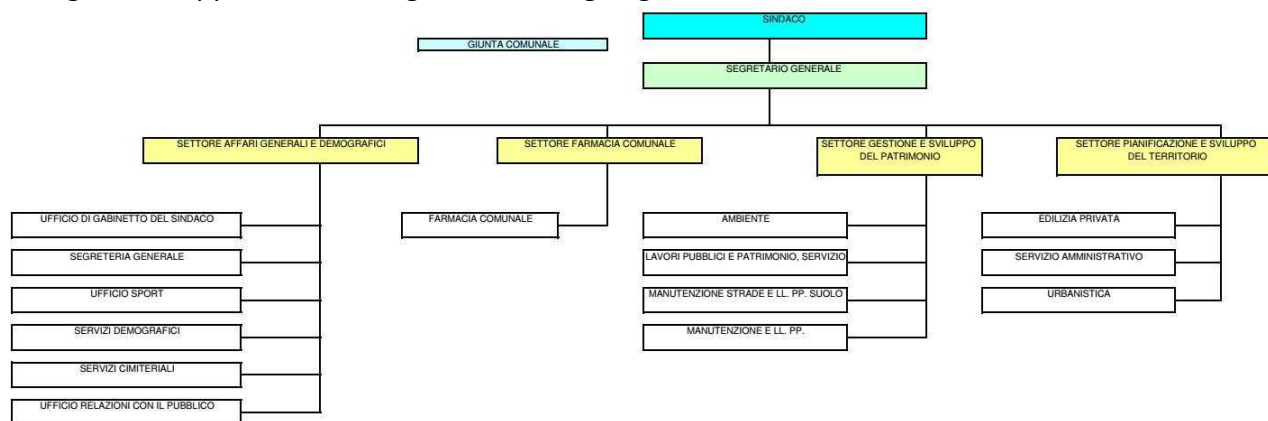 SINDACO
GIUNTA COMUNALE
SEGRETARIO GENERALE
SETTORE AFFARI GENERALI E DEMOGRAFICI
SETTORE FARMACIA COMUNALE
SETTORE GESTIONE E SVILUPPO
DEL PATRIMONIO
SETTORE PIANIFICAZIONE E SVILUPPO
DEL TERRITORIO
UFFICIO DI GABINETTO DEL SINDACO
FARMACIA COMUNALE
AMBIENTE
EDILIZIA PRIVATA
SEGRETERIA GENERALE
LAVORI PUBBLICI E PATRIMONIO, SERVIZIO
SERVIZIO AMMINISTRATIVO
UFFICIO SPORT
MANUTENZIONE STRADE E LL. PP. SUOLO
URBANISTICA
SERVIZI DEMOGRAFICI
MANUTENZIONE E LL. PP.
SERVIZI CIMITERIALI
UFFICIO RELAZIONI CON IL PUBBLICO